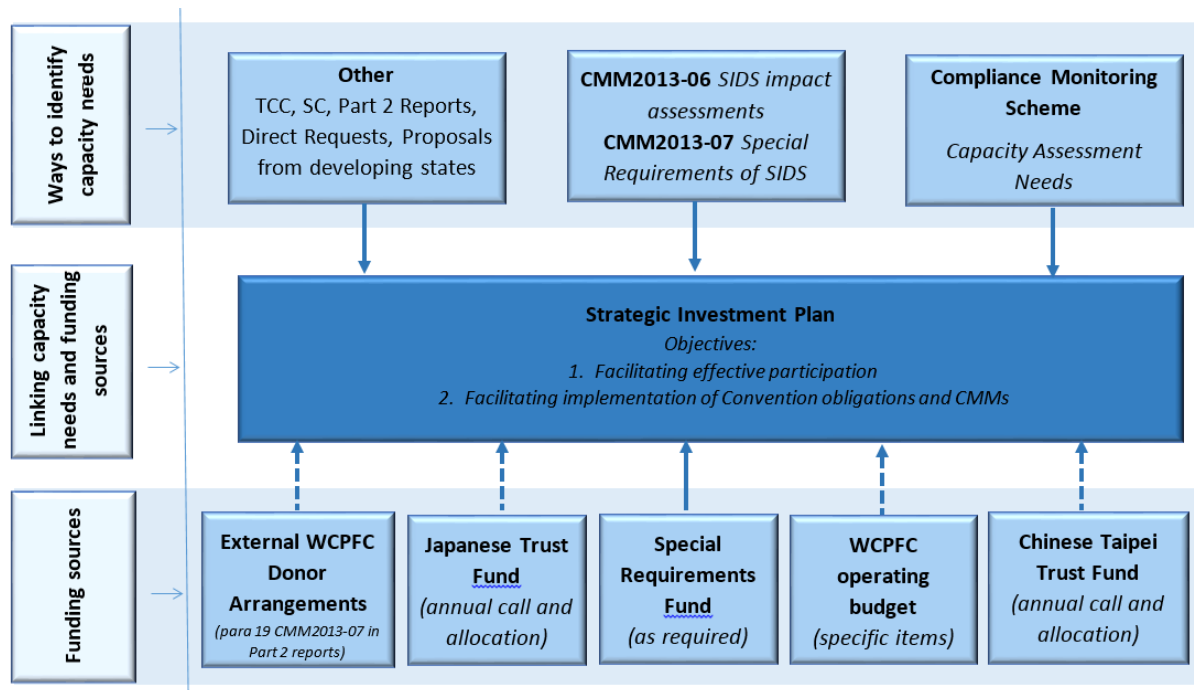 Ways to identify
capacity needs
Other
TCC, SC, Part 2 Reports,
Direct Requests, Proposals
from developing states
CMM2013-06 SIDS impact
assessments
CMM2013-07 Special
Requirements of SIDS
Compliance Monitoring
Scheme
Capacity Assessment
Needs
Linking capacity
needs and funding
sources
Strategic Investment Plan
Objectives:
1. Facilitating effective participation
2. Facilitating implementation of Convention obligations and CMMs
Funding sources
External WCPFC
Donor
Arrangements
(para 19 CMM2013-07 in
Part 2 reports)
Japanese Trust
Fund
(annual call and
allocation)
Special
Requirements
Fund
(as required)
WCPFC
operating
budget
(specific items)
Chinese Taipei
Trust Fund
(annual call and
allocation)